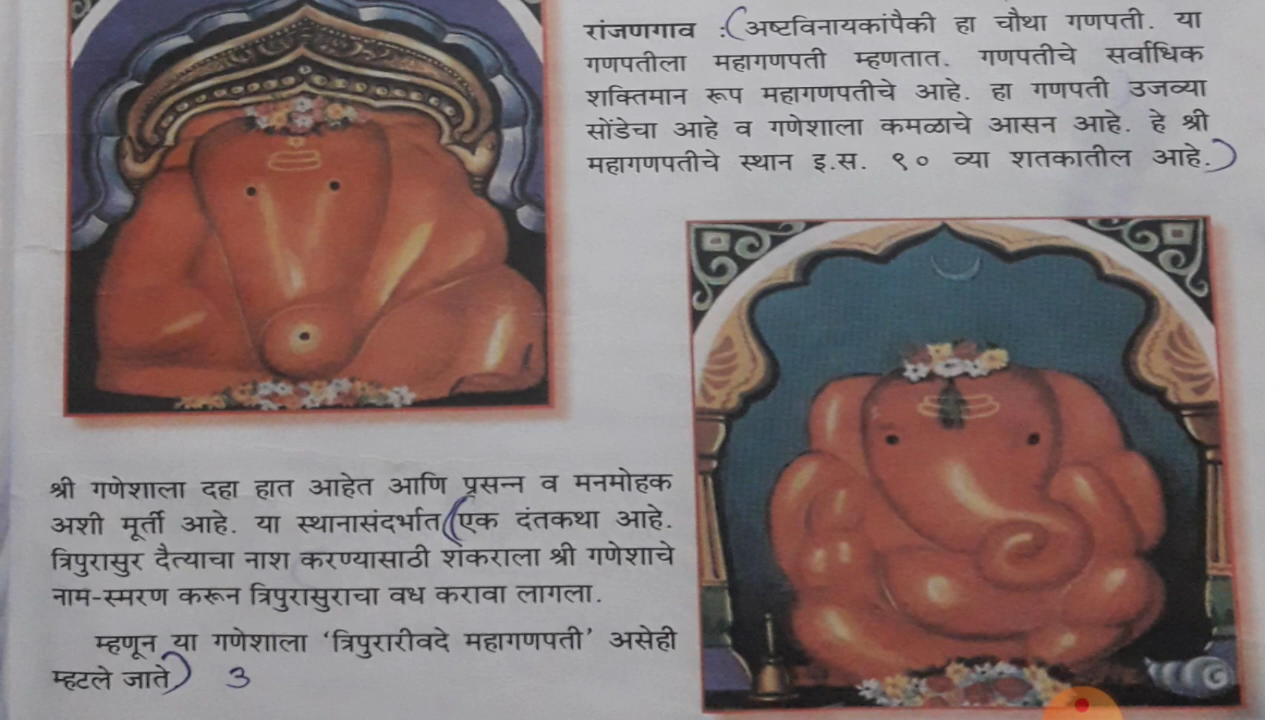 रांजणगाव : (अष्टविनायकांपैकी हा चौथा गणपती. या
गणपतीला महागणपती म्हणतात. गणपतीचे सर्वाधिक
शक्तिमान रूप महागणपतीचे आहे. हा गणपती उजव्या
सोंडेचा आहे व गणेशाला कमळाचे आसन आहे. हे श्री
महागणपतीचे स्थान इ.स. १० व्या शतकातील आहे.)
श्री गणेशाला दहा हात आहेत आणि प्रसन्न व मनमोहक
अशी मूर्ती आहे. या स्थानासंदर्भात (एक दंतकथा आहे.
त्रिपुरासुर दैत्याचा नाश करण्यासाठी शंकराला श्री गणेशाचे
नाम-स्मरण करून त्रिपुरासुराचा वध करावा लागला.
म्हणून या गणेशाला ‘त्रिपुरारीवदे महागणपती’ असेही
म्हटले जाते) 3